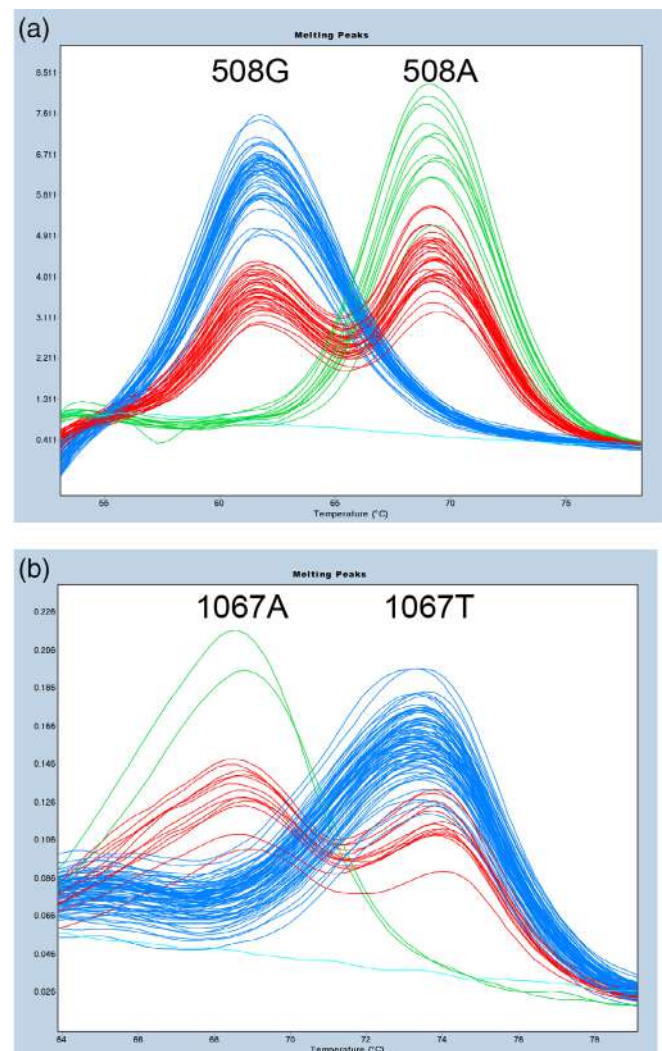 (a)
Melting Peaks
508G 508A
8.511
7.611
6.711
5.811
4.911
4.011
3.111
2.211
1.311
0.411
55 60 65 70 75
Temperature (°C)
(b)
Melting Peaks
1067A 1067T
0.226
0.206
0.186
0.166
0.146
0.126
0.106
0.086
0.066
0.046
0.026
64 66 68 70 72 74 76 78
Temperature (°C)